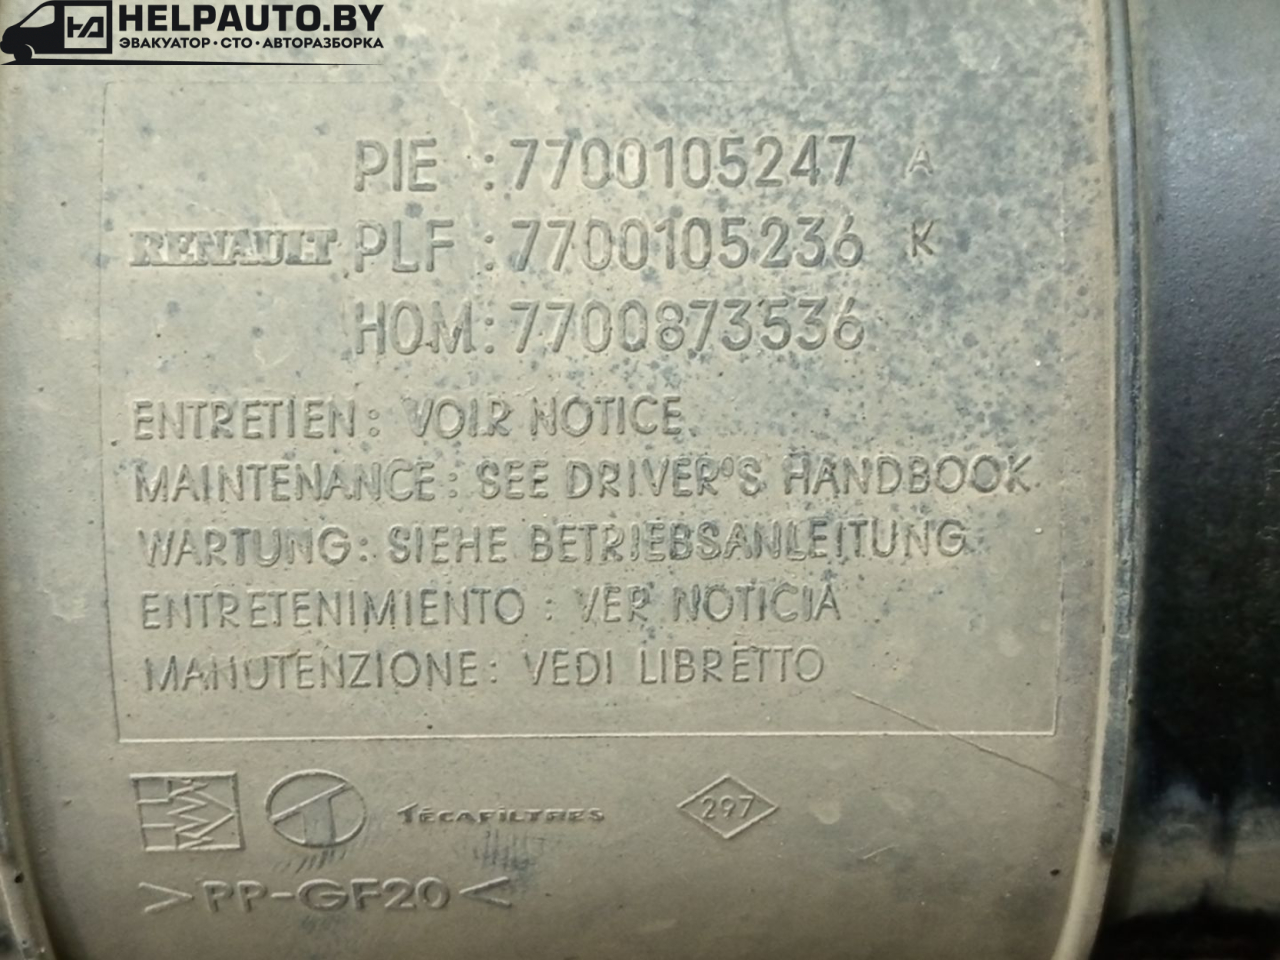 HELPAUTO.BY
ЭВАКУАТОР · СТО · АВТОРАЗБОРКА
PIE : 7700105247 A
RENAULT PLF : 7700105236 K
HOM : 7700873536
ENTRETIEN : VOIR NOTICE
MAINTENANCE : SEE DRIVER'S HANDBOOK
WARTUNG : SIEHE BETRIEBSANLEITUNG
ENTRETENIMIENTO : VER NOTICIA
MANUTENZIONE : VEDI LIBRETTO
TÉCAFILTRES 297
>PP-GF20<